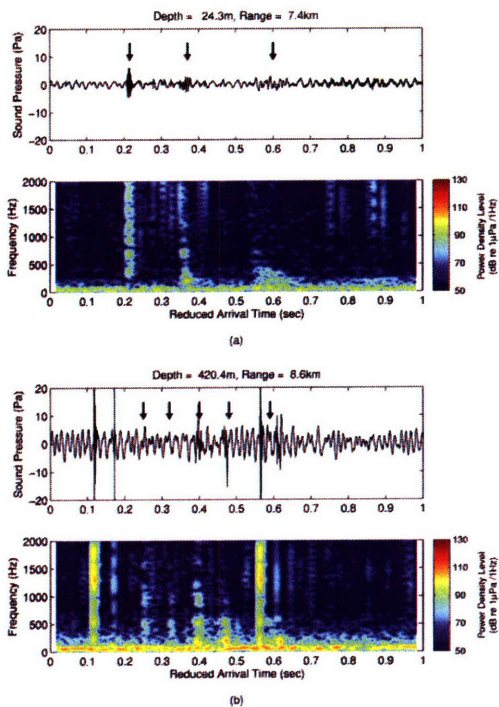 Depth = 24.3m, Range = 7.4km
Sound Pressure (Pa)
20
10
0
−10
−20
0 0.1 0.2 0.3 0.4 0.5 0.6 0.7 0.8 0.9 1
Frequency (Hz)
2000
1500
1000
500
0
0 0.1 0.2 0.3 0.4 0.5 0.6 0.7 0.8 0.9 1
Reduced Arrival Time (sec)
130
110
90
70
50
Power Density Level
(dB re 1µPa /1Hz)
(a)
Depth = 420.4m, Range = 8.6km
Sound Pressure (Pa)
20
10
0
−10
−20
0 0.1 0.2 0.3 0.4 0.5 0.6 0.7 0.8 0.9 1
Frequency (Hz)
2000
1500
1000
500
0
0 0.1 0.2 0.3 0.4 0.5 0.6 0.7 0.8 0.9 1
Reduced Arrival Time (sec)
130
110
90
70
50
Power Density Level
(dB re 1µPa /1Hz)
(b)